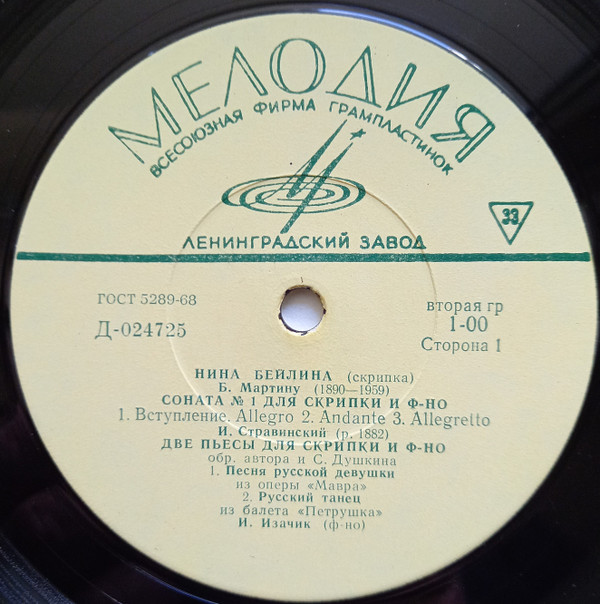 МЕЛОДИЯ
ВСЕСОЮЗНАЯ ФИРМА ГРАМПЛАСТИНОК
33
ЛЕНИНГРАДСКИЙ ЗАВОД
ГОСТ 5289-68
Д-024725
вторая гр
1-00
Сторона 1
НИНА БЕЙЛИНА (скрипка)
Б. Мартину (1890—1959)
СОНАТА № 1 ДЛЯ СКРИПКИ И Ф-НО
1. Вступление. Allegro 2. Andante 3. Allegretto
И. Стравинский (р. 1882)
ДВЕ ПЬЕСЫ ДЛЯ СКРИПКИ И Ф-НО
обр. автора и С. Душкина
1. Песня русской девушки
из оперы «Мавра»
2. Русский танец
из балета «Петрушка»
И. Изачик (ф-но)